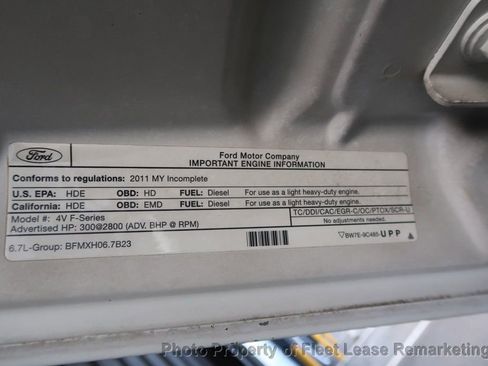 Ford
Ford Motor Company
IMPORTANT ENGINE INFORMATION
Conforms to regulations: 2011 MY Incomplete
U.S. EPA: HDE OBD: HD FUEL: Diesel For use as a light heavy-duty engine.
California: HDE OBD: EMD FUEL: Diesel For use as a light heavy-duty engine.
Model #: 4V F-Series TC/DDI/CAC/EGR-C/OC/PTOX/SCR-U
Advertised HP: 300@2800 (ADV, BHP @ RPM) No adjustments needed.
6.7L-Group: BFMXH06.7B23 BW7E-9C485- UPP
Photo Property of Fleet Lease Remarketing